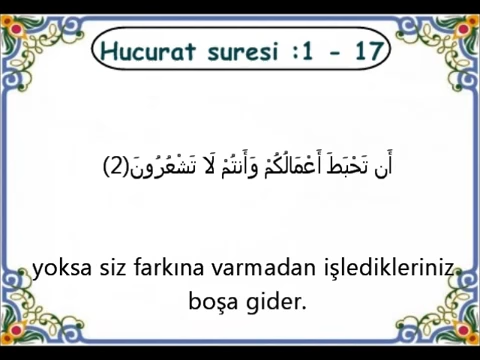 Hucurat suresi :1 - 17
أَن تَحْبَطَ أَعْمَالُكُمْ وَأَنتُمْ لَا تَشْعُرُونَ(2)
yoksa siz farkına varmadan işledikleriniz
boşa gider.